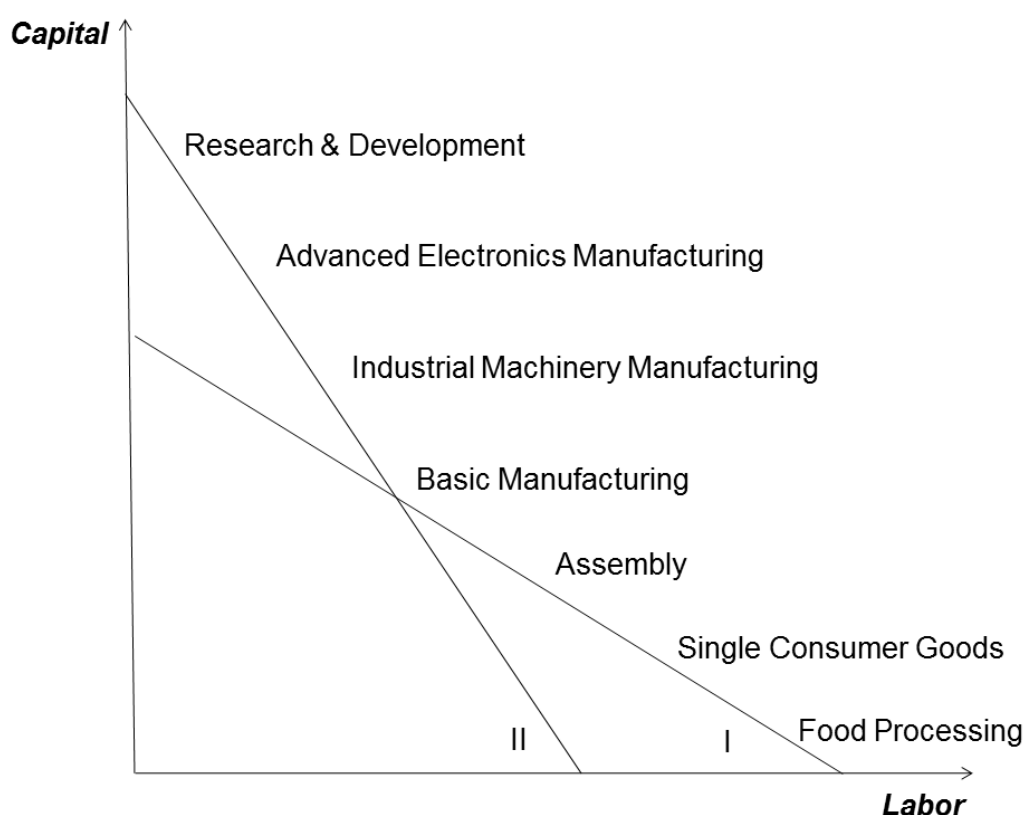 Capital
Research & Development
Advanced Electronics Manufacturing
Industrial Machinery Manufacturing
Basic Manufacturing
Assembly
Single Consumer Goods
Food Processing
II
I
Labor